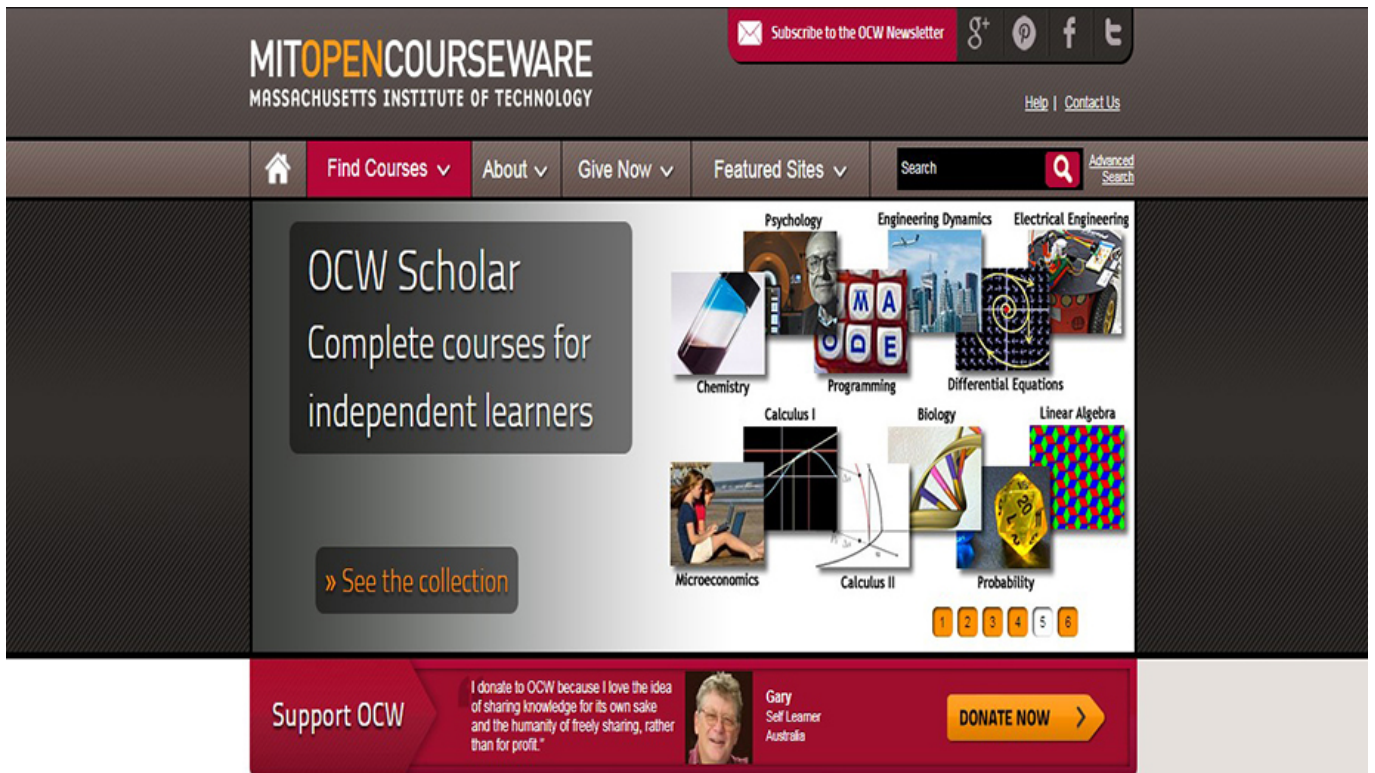 Subscribe to the OCW Newsletter
MITOPENCOURSEWARE
MASSACHUSETTS INSTITUTE OF TECHNOLOGY
Help | Contact Us
Find Courses
About
Give Now
Featured Sites
Search
Advanced
Search
OCW Scholar
Complete courses for
independent learners
» See the collection
Psychology
Engineering Dynamics
Electrical Engineering
M A
C O D E
Chemistry
Programming
Differential Equations
Calculus I
Biology
Linear Algebra
20
2
Microeconomics
Calculus II
Probability
1 2 3 4 5 6
Support OCW
I donate to OCW because I love the idea
of sharing knowledge for its own sake
and the humanity of freely sharing, rather
than for profit."
Gary
Self Learner
Australia
DONATE NOW